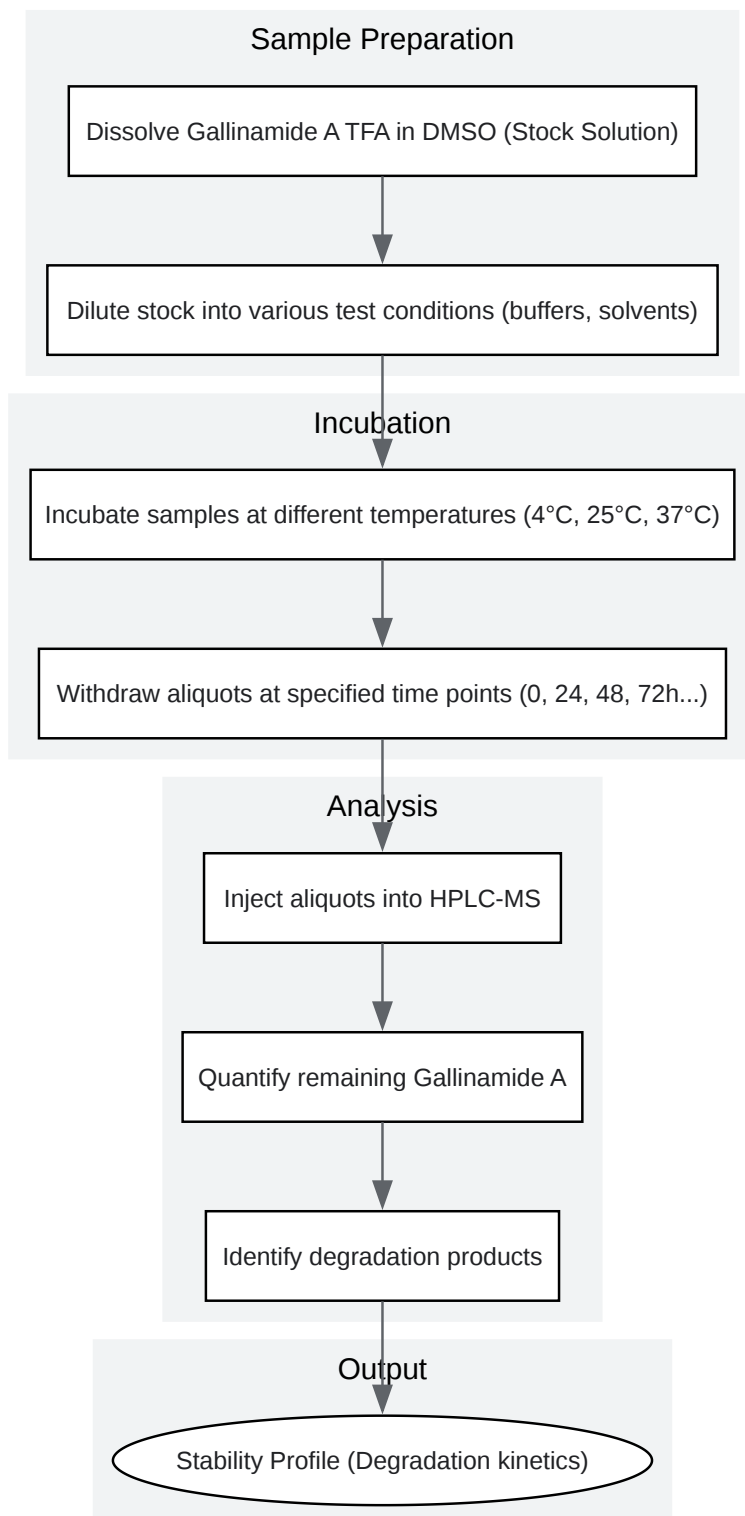 Sample Preparation
Dissolve Gallinamide A TFA in DMSO (Stock Solution)
Dilute stock into various test conditions (buffers, solvents)
Incubation
Incubate samples at different temperatures (4°C, 25°C, 37°C)
Withdraw aliquots at specified time points (0, 24, 48, 72h...)
Analysis
Inject aliquots into HPLC-MS
Quantify remaining Gallinamide A
Identify degradation products
Output
Stability Profile (Degradation kinetics)